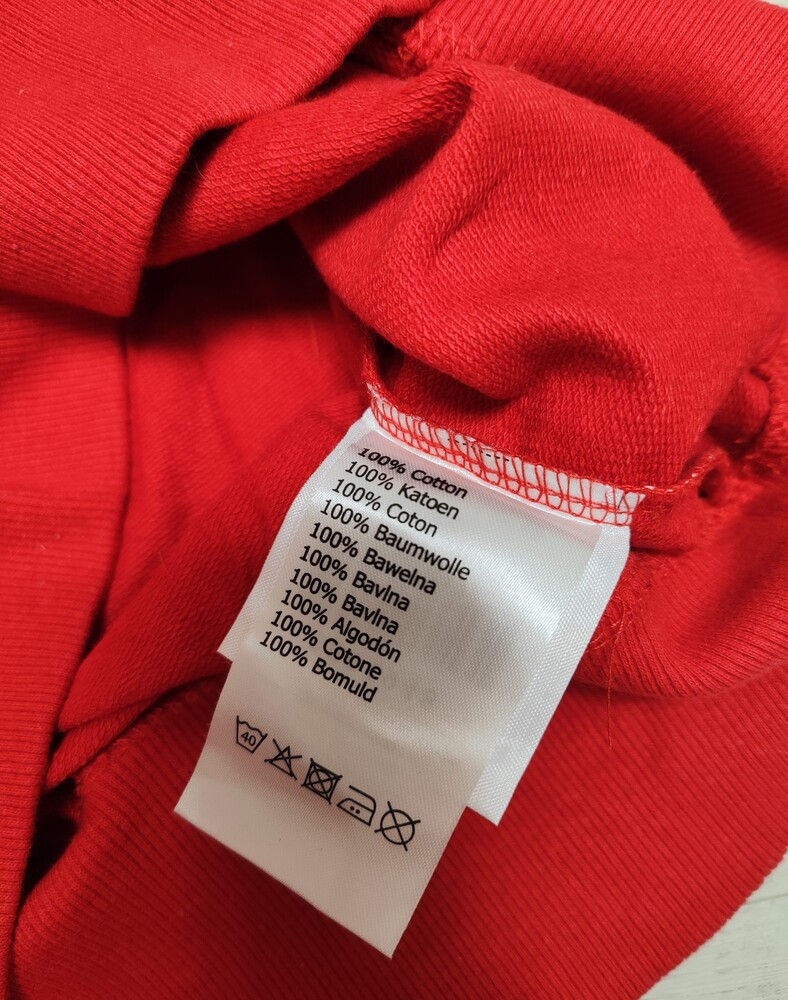 100% Cotton
100% Katoen
100% Coton
100% Baumwolle
100% Bawełna
100% Bavlna
100% Bavlna
100% Algodón
100% Cotone
100% Bomuld
40